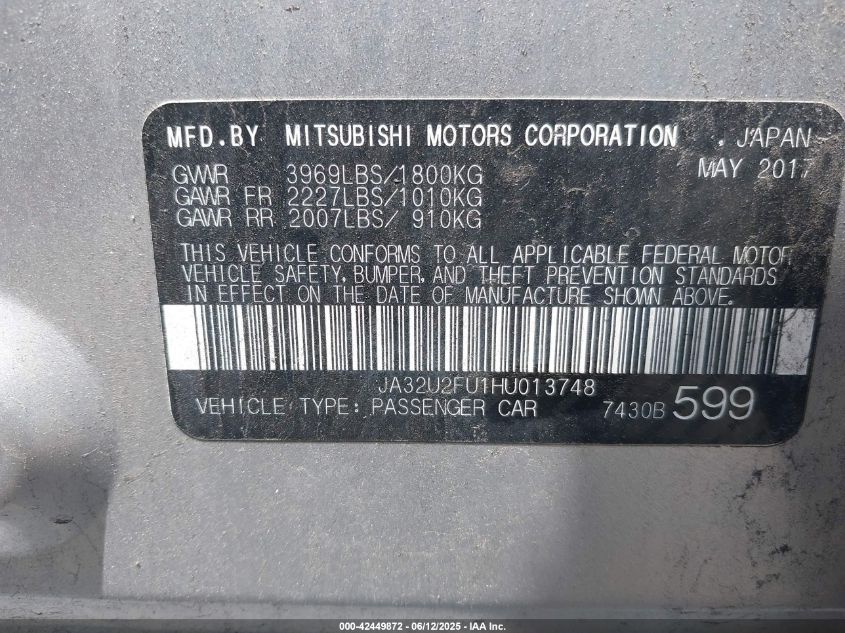 MFD.BY MITSUBISHI MOTORS CORPORATION . JAPAN
MAY 2017
GVWR 3969LBS/1800KG
GAWR FR 2227LBS/1010KG
GAWR RR 2007LBS/ 910KG
THIS VEHICLE CONFORMS TO ALL APPLICABLE FEDERAL MOTOR
VEHICLE SAFETY, BUMPER, AND THEFT PREVENTION STANDARDS
IN EFFECT ON THE DATE OF MANUFACTURE SHOWN ABOVE.
JA32U2FU1HU013748
VEHICLE TYPE: PASSENGER CAR 7430B 599
000-42449872 - 06/12/2025 - IAA Inc.